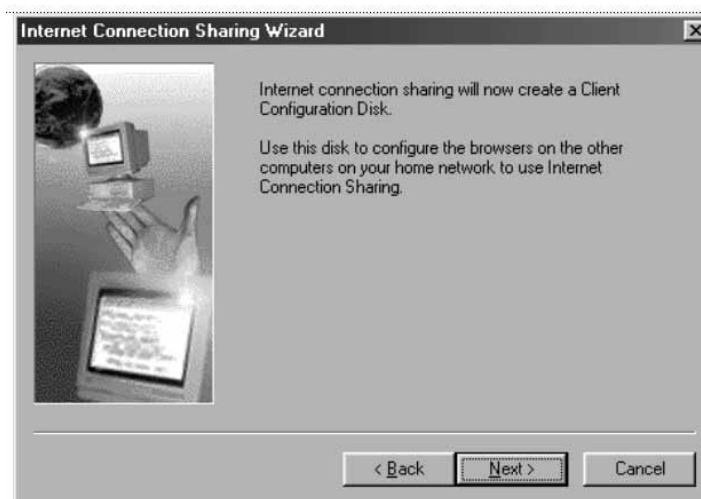 Internet Connection Sharing Wizard
Internet connection sharing will now create a Client
Configuration Disk.
Use this disk to configure the browsers on the other
computers on your home network to use Internet
Connection Sharing.
< Back
Next >
Cancel